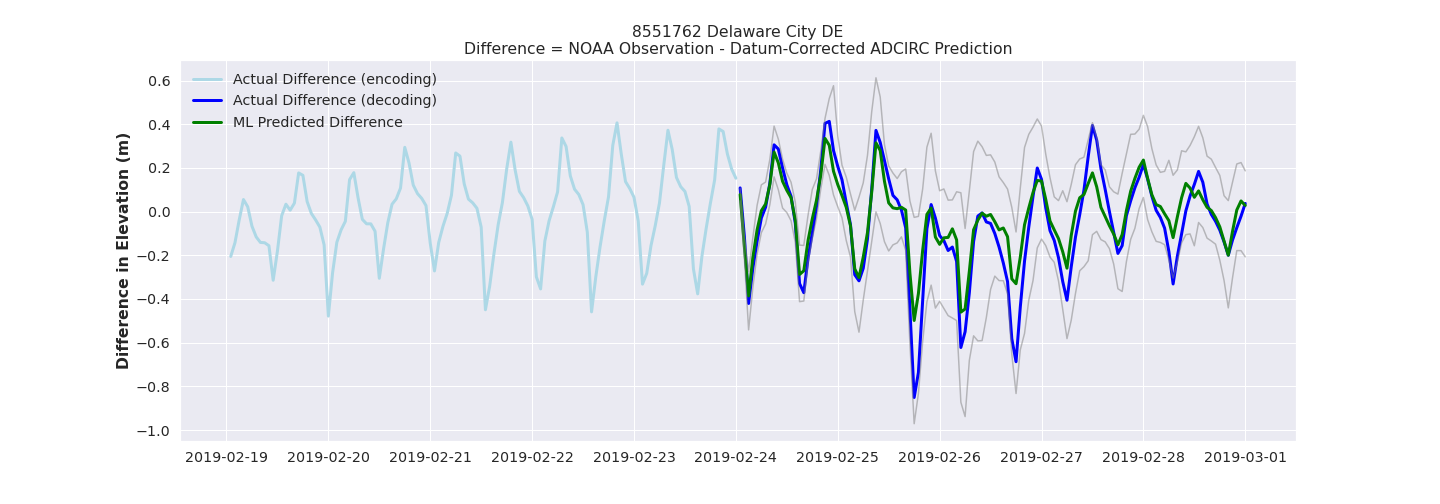 8551762 Delaware City DE
Difference = NOAA Observation - Datum-Corrected ADCIRC Prediction
Difference in Elevation (m)
0.6
0.4
0.2
0.0
−0.2
−0.4
−0.6
−0.8
−1.0
Actual Difference (encoding)
Actual Difference (decoding)
ML Predicted Difference
2019-02-19 2019-02-20 2019-02-21 2019-02-22 2019-02-23 2019-02-24 2019-02-25 2019-02-26 2019-02-27 2019-02-28 2019-03-01